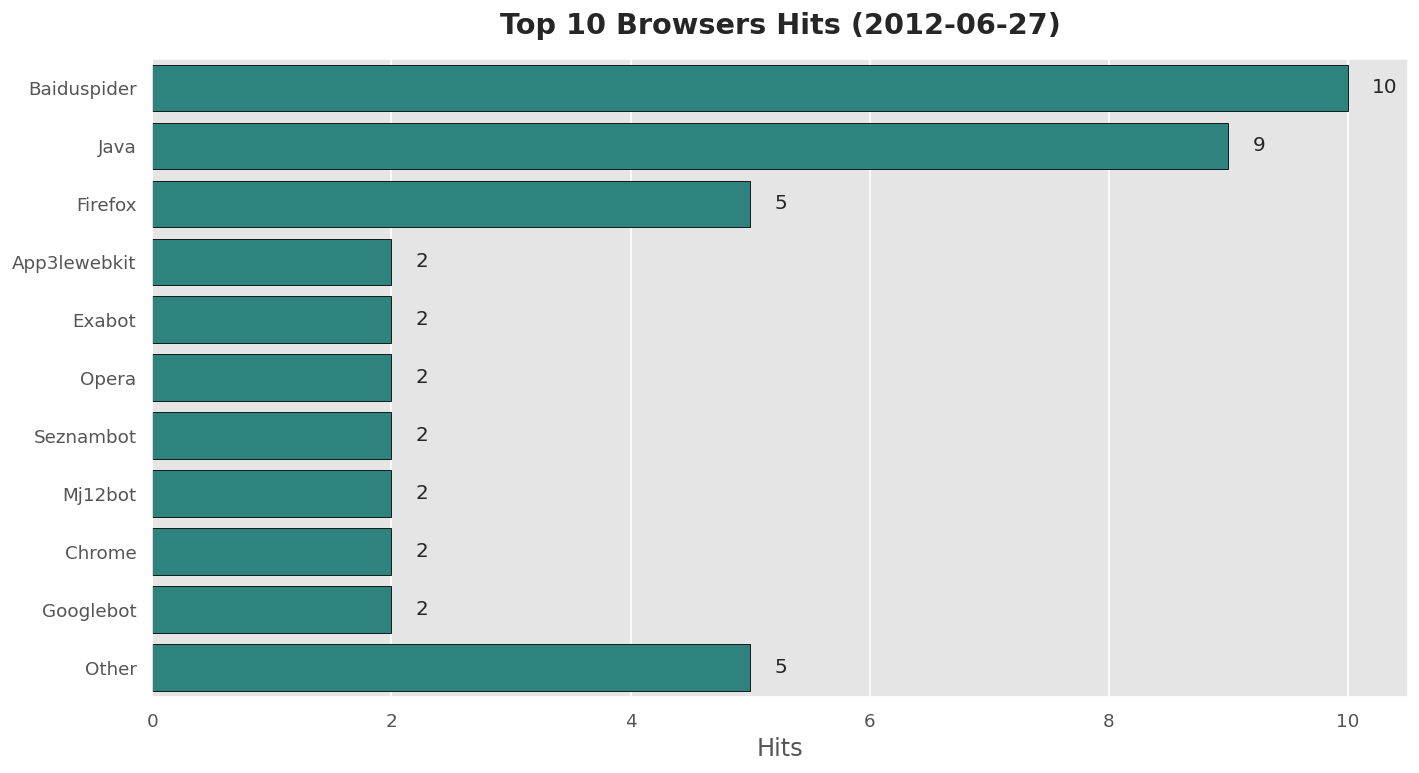 Top 10 Browsers Hits (2012-06-27)
Baiduspider 10
Java 9
Firefox 5
App3lewebkit 2
Exabot 2
Opera 2
Seznambot 2
Mj12bot 2
Chrome 2
Googlebot 2
Other 5
0 2 4 6 8 10
Hits